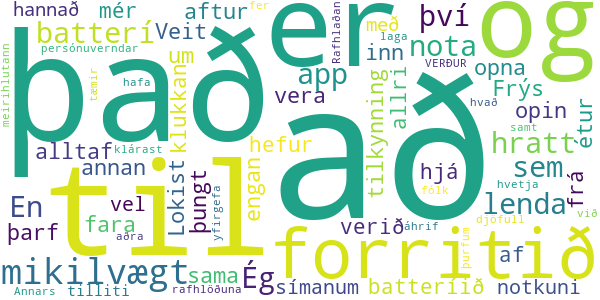 hannað
mér
aftur
Veit
batterí
persónuverndar
meirihlutann
tæmir
hafa
klárast
alltaf
annan
En
vel
þarf
fara
aðra
mikilvægt
Annars
tilliti
rafhlöðuna
það
til
klukkan
Lokist
þungt
yfirgefa
sama
Ég
er
app
vera
hefur
engan
fer
Rafhlaðan
inn
tilkynning
verið
símanum
að
forritið
áhrif
batteríið
með
allri
laga
því
nota
VERÐUR
opna
opin
hjá
fólk
þurfum
djöfull
af
notkuni
og
Frýs
hratt
hvað
samt
sem
lenda
hvetja
étur
frá
við